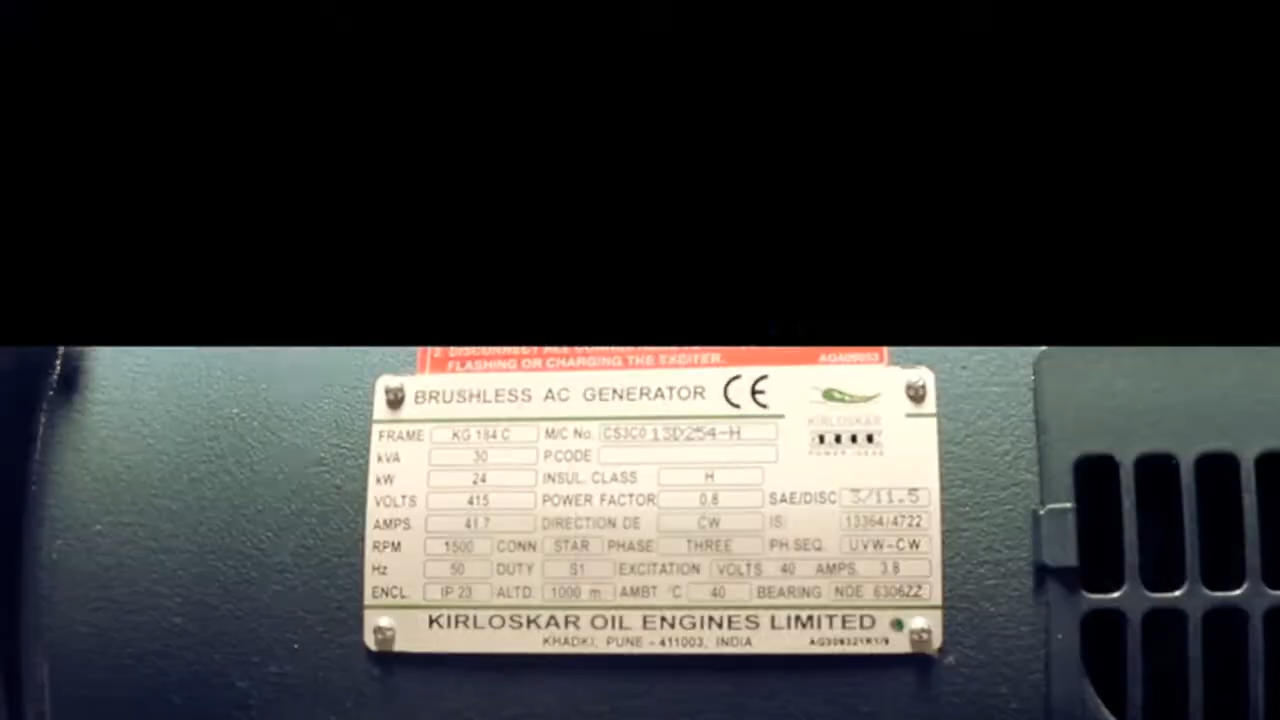 FLASHING OR CHARGING THE EXCITER.
BRUSHLESS AC GENERATOR CE
KIRLOSKAR
FRAME KG 184 C M/C No. CS3C0 13D254-H
kVA 30 P.CODE
kW 24 INSUL. CLASS H
VOLTS 415 POWER FACTOR 0.8 SAE/DISC 3/11.5
AMPS. 41.7 DIRECTION DE CW IS: 13364/4722
RPM 1500 CONN STAR PHASE THREE PH.SEQ. UVW-CW
Hz 50 DUTY S1 EXCITATION VOLTS 40 AMPS. 3.8
ENCL. IP 23 ALTD. 1000 m AMBT °C 40 BEARING NDE 6306ZZ
KIRLOSKAR OIL ENGINES LIMITED
KHADKI, PUNE - 411003, INDIA